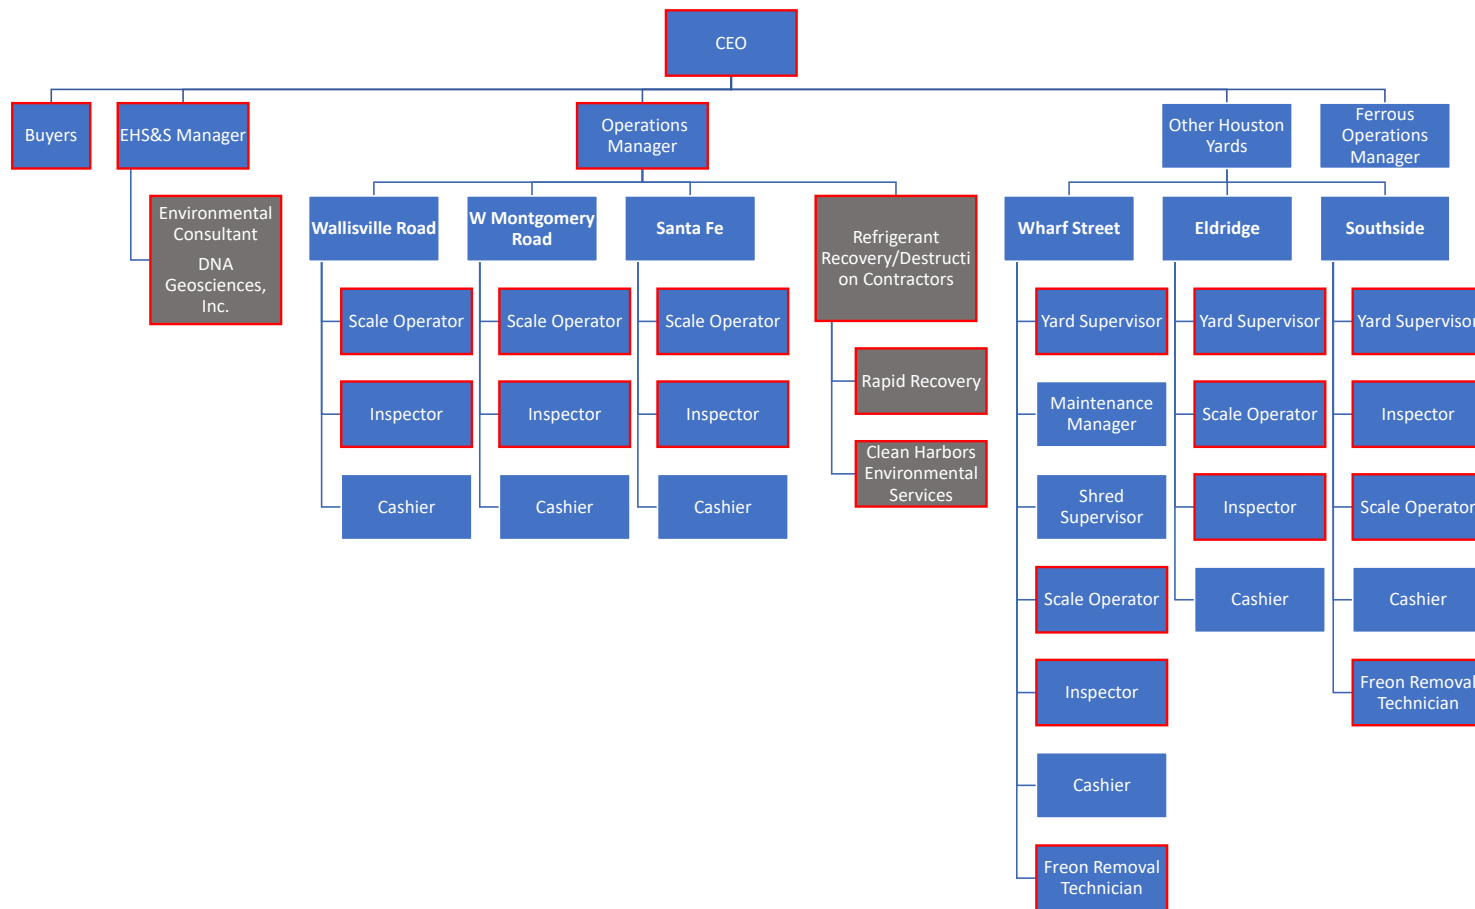 CEO
Buyers
EHS&S Manager
Operations
Manager
Other Houston
Yards
Ferrous
Operations
Manager
Environmental
Consultant
DNA
Geosciences,
Inc.
Wallisville Road
Scale Operator
Inspector
Cashier
W Montgomery
Road
Scale Operator
Inspector
Cashier
Santa Fe
Scale Operator
Inspector
Cashier
Refrigerant
Recovery/Destructi
on Contractors
Rapid Recovery
Clean Harbors
Environmental
Services
Wharf Street
Yard Supervisor
Maintenance
Manager
Shred
Supervisor
Scale Operator
Inspector
Cashier
Freon Removal
Technician
Eldridge
Yard Supervisor
Scale Operator
Inspector
Cashier
Southside
Yard Supervisor
Inspector
Scale Operator
Cashier
Freon Removal
Technician